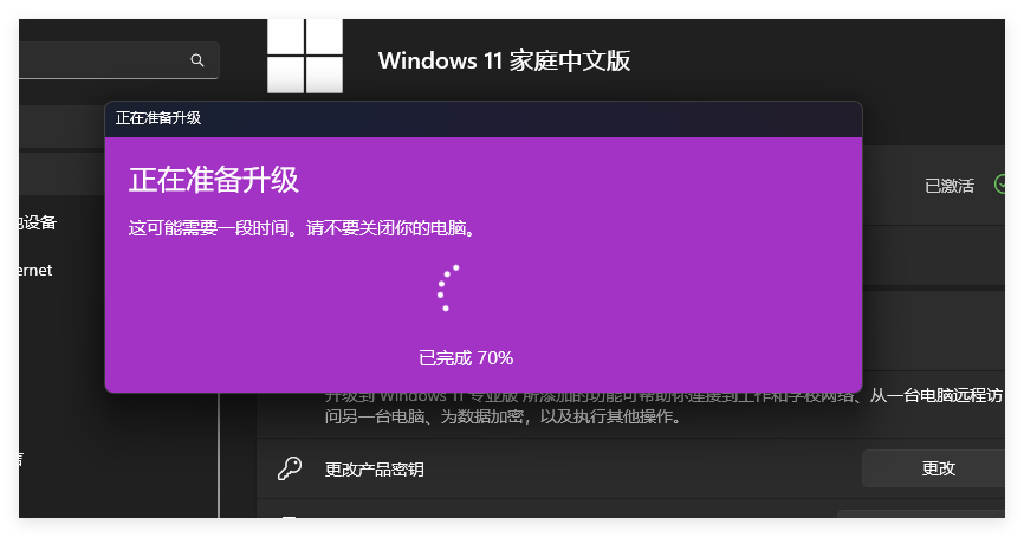 Windows 11 家庭中文版
正在准备升级
正在准备升级
这可能需要一段时间。请不要关闭你的电脑。
已激活
设备
ernet
已完成 70%
升级到 Windows 11 专业版 所添加的功能可帮助你连接到工作和学校网络、从一台电脑远程访
问另一台电脑、为数据加密，以及执行其他操作。
更改产品密钥
更改